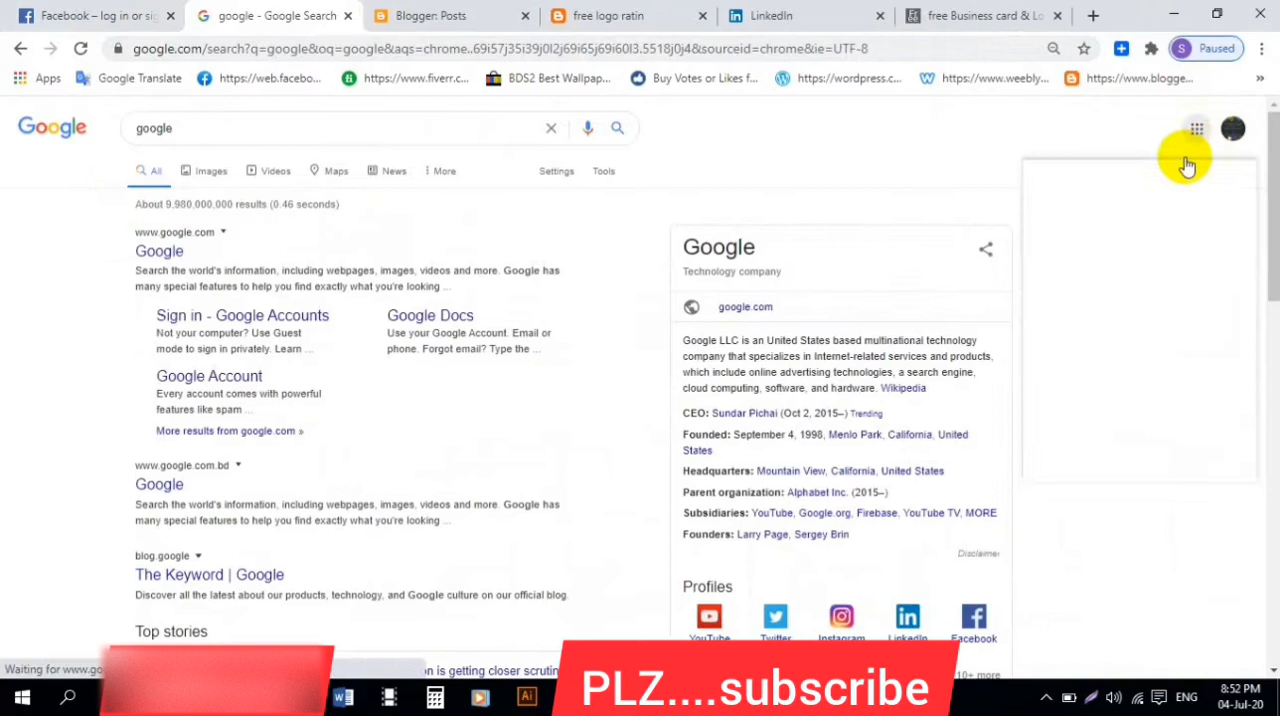 Facebook – log in or si
google - Google Search
Blogger: Posts
free logo ratin
LinkedIn
free Business card & Lo
google.com/search?q=google&oq=google&aqs=chrome..69i57j35i39j0l2j69i65j69i60l3.5518j0j4&sourceid=chrome&ie=UTF-8
S Paused
Apps
Google Translate
https://web.facebo...
https://www.fiverr.c...
BDS2 Best Wallpap...
Buy Votes or Likes f...
https://wordpress.c...
https://www.weebly...
https://www.blogge...
»
Google
google
All
Images
Videos
Maps
News
More
Settings
Tools
About 9,980,000,000 results (0.46 seconds)
www.google.com
Google
Search the world's information, including webpages, images, videos and more. Google has
many special features to help you find exactly what you're looking ...
Sign in - Google Accounts
Not your computer? Use Guest
mode to sign in privately. Learn ...
Google Docs
Use your Google Account. Email or
phone. Forgot email? Type the ...
Google Account
Every account comes with powerful
features like spam ...
More results from google.com »
www.google.com.bd
Google
Search the world's information, including webpages, images, videos and more. Google has
many special features to help you find exactly what you're looking ...
blog.google
The Keyword | Google
Discover all the latest about our products, technology, and Google culture on our official blog.
Top stories
Google
Technology company
google.com
Google LLC is an United States based multinational technology
company that specializes in Internet-related services and products,
which include online advertising technologies, a search engine,
cloud computing, software, and hardware. Wikipedia
CEO: Sundar Pichai (Oct 2, 2015–) Trending
Founded: September 4, 1998, Menlo Park, California, United
States
Headquarters: Mountain View, California, United States
Parent organization: Alphabet Inc. (2015–)
Subsidiaries: YouTube, Google.org, Firebase, YouTube TV, MORE
Founders: Larry Page, Sergey Brin
Disclaimer
Profiles
YouTube
Twitter
Instagram
LinkedIn
Facebook
10+ more
Waiting for www.go
is getting closer scrutin
PLZ....subscribe
ENG
8:52 PM
04-Jul-20